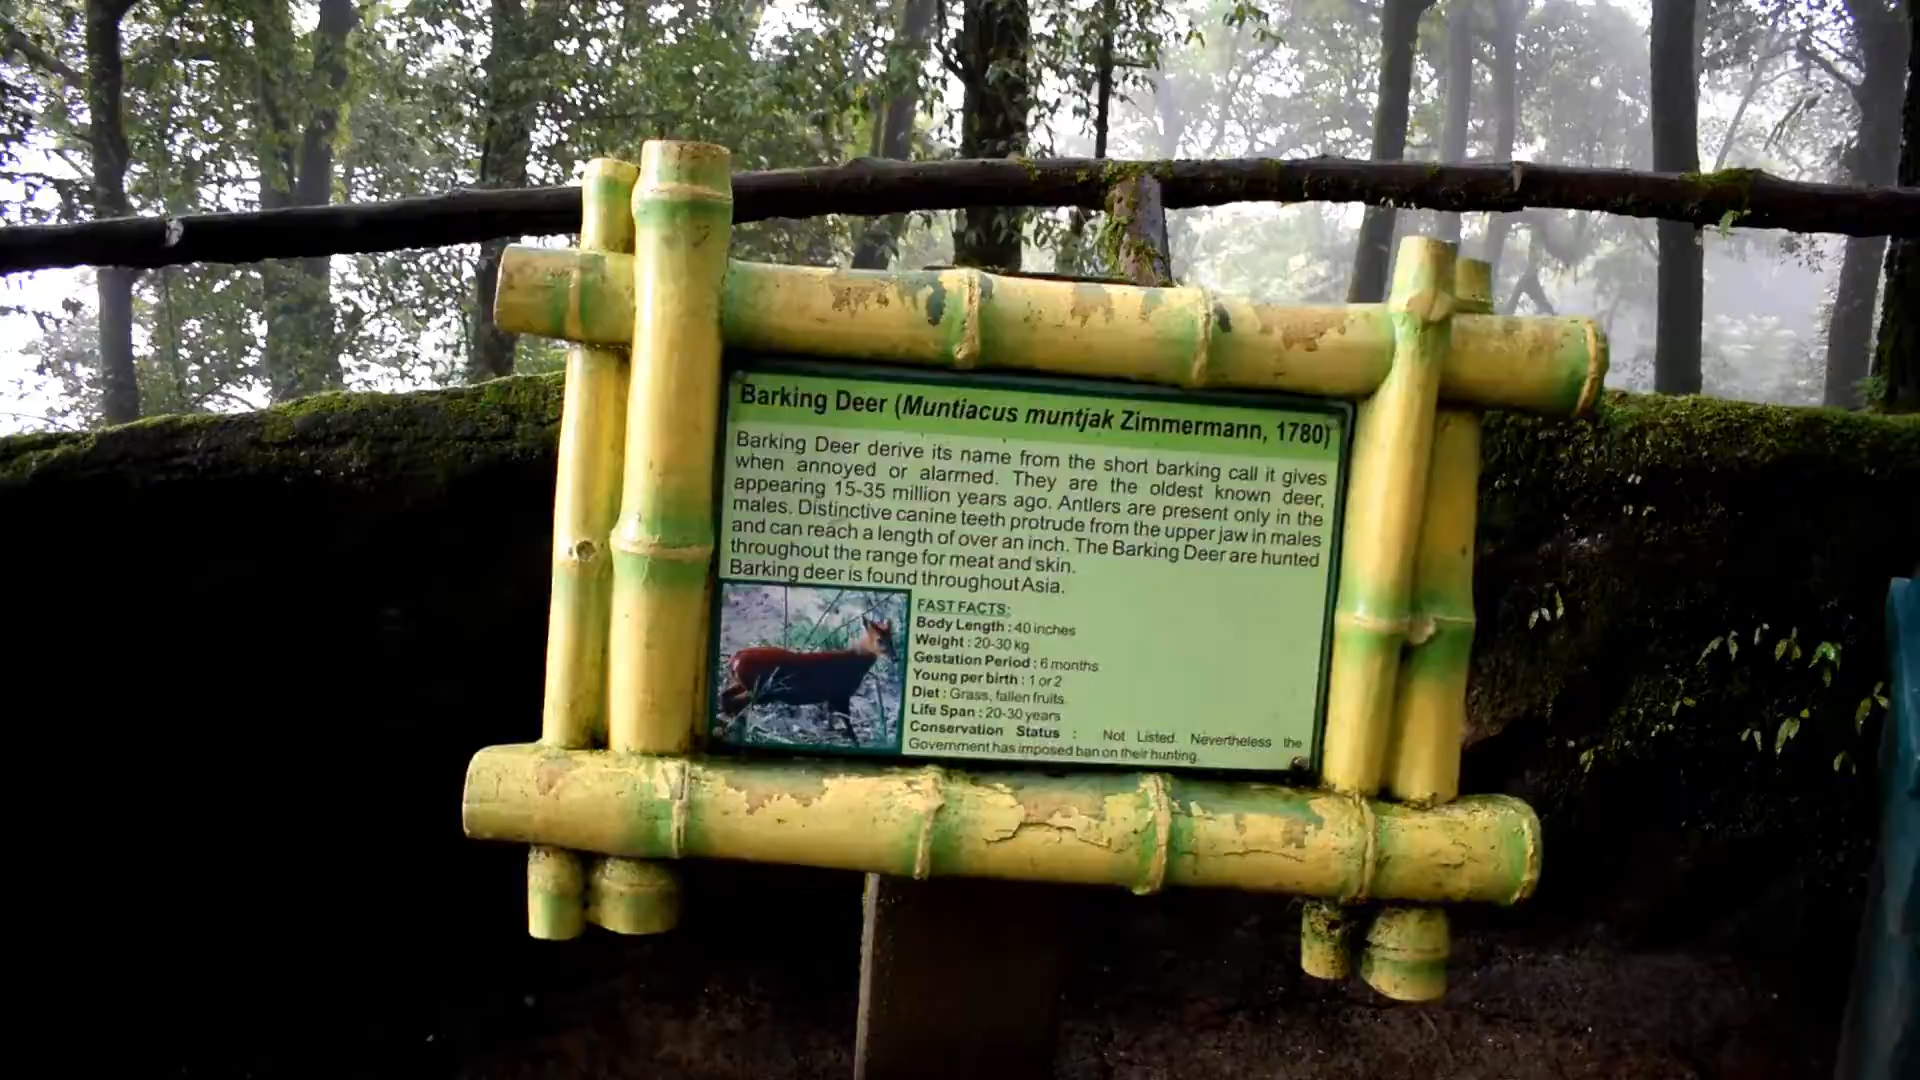 Barking Deer (Muntiacus muntjak Zimmermann, 1780)
Barking Deer derive its name from the short barking call it gives
when annoyed or alarmed. They are the oldest known deer,
appearing 15-35 million years ago. Antlers are present only in the
males. Distinctive canine teeth protrude from the upper jaw in males
and can reach a length of over an inch. The Barking Deer are hunted
throughout the range for meat and skin.
Barking deer is found throughout Asia.
FAST FACTS:
Body Length : 40 inches
Weight : 20-30 kg
Gestation Period : 6 months
Young per birth : 1 or 2
Diet : Grass, fallen fruits
Life Span : 20-30 years
Conservation Status : Not Listed. Nevertheless the
Government has imposed ban on their hunting.